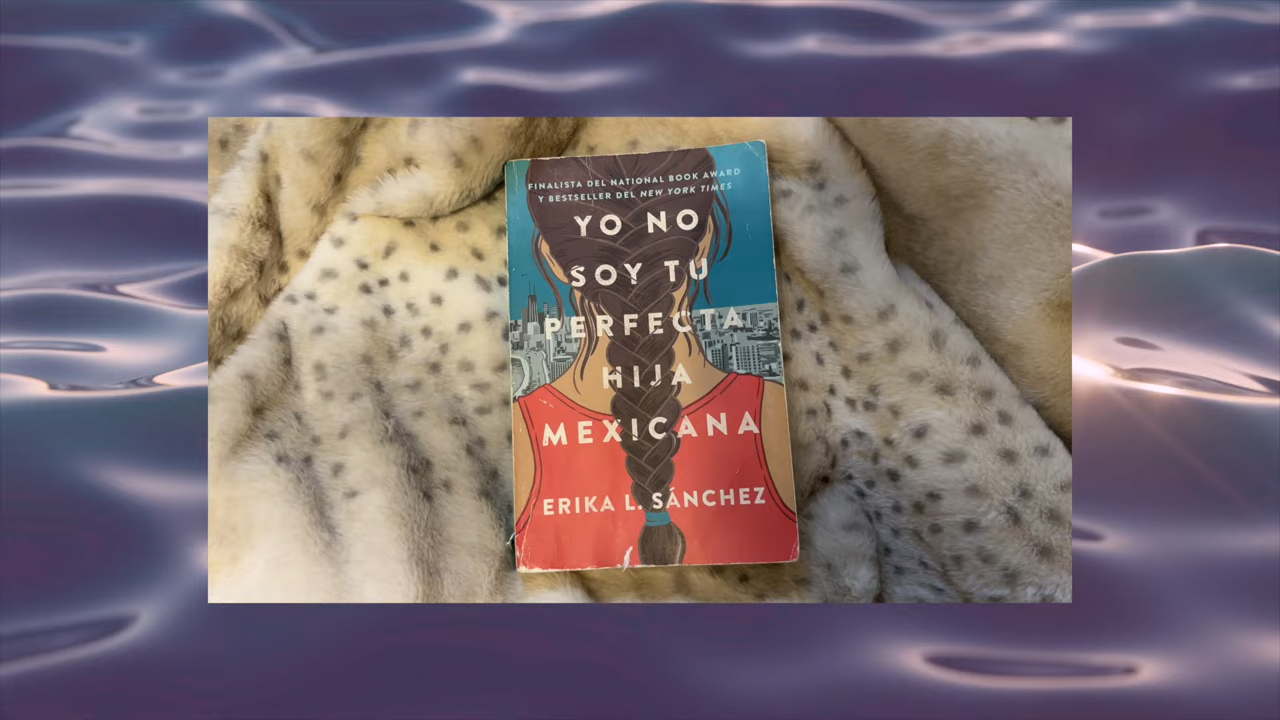 FINALISTA DEL NATIONAL BOOK AWARD
Y BESTSELLER DEL NEW YORK TIMES
YO NO
SOY TU
PERFECTA
HIJA
MEXICANA
ERIKA L. SÁNCHEZ